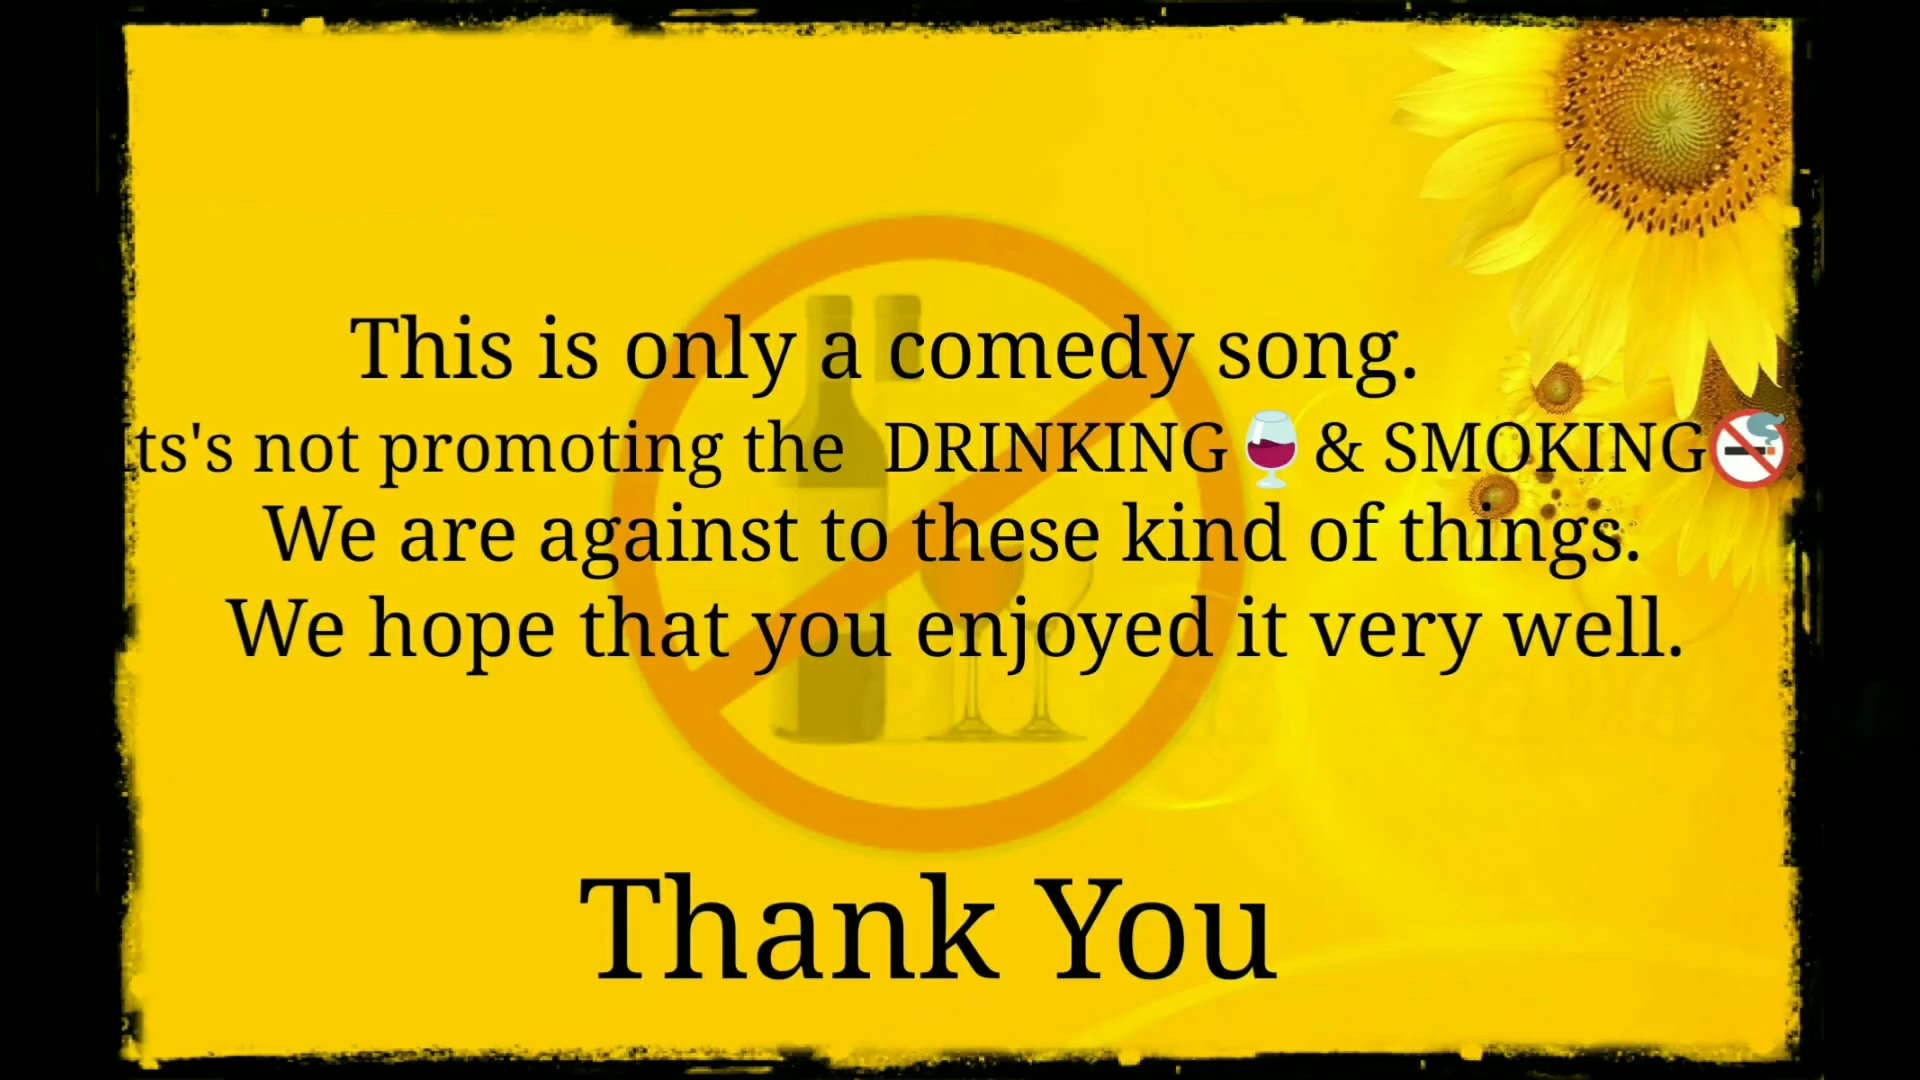 This is only a comedy song.
Its's not promoting the DRINKING🍷& SMOKING🚭
We are against to these kind of things.
We hope that you enjoyed it very well.
Thank You